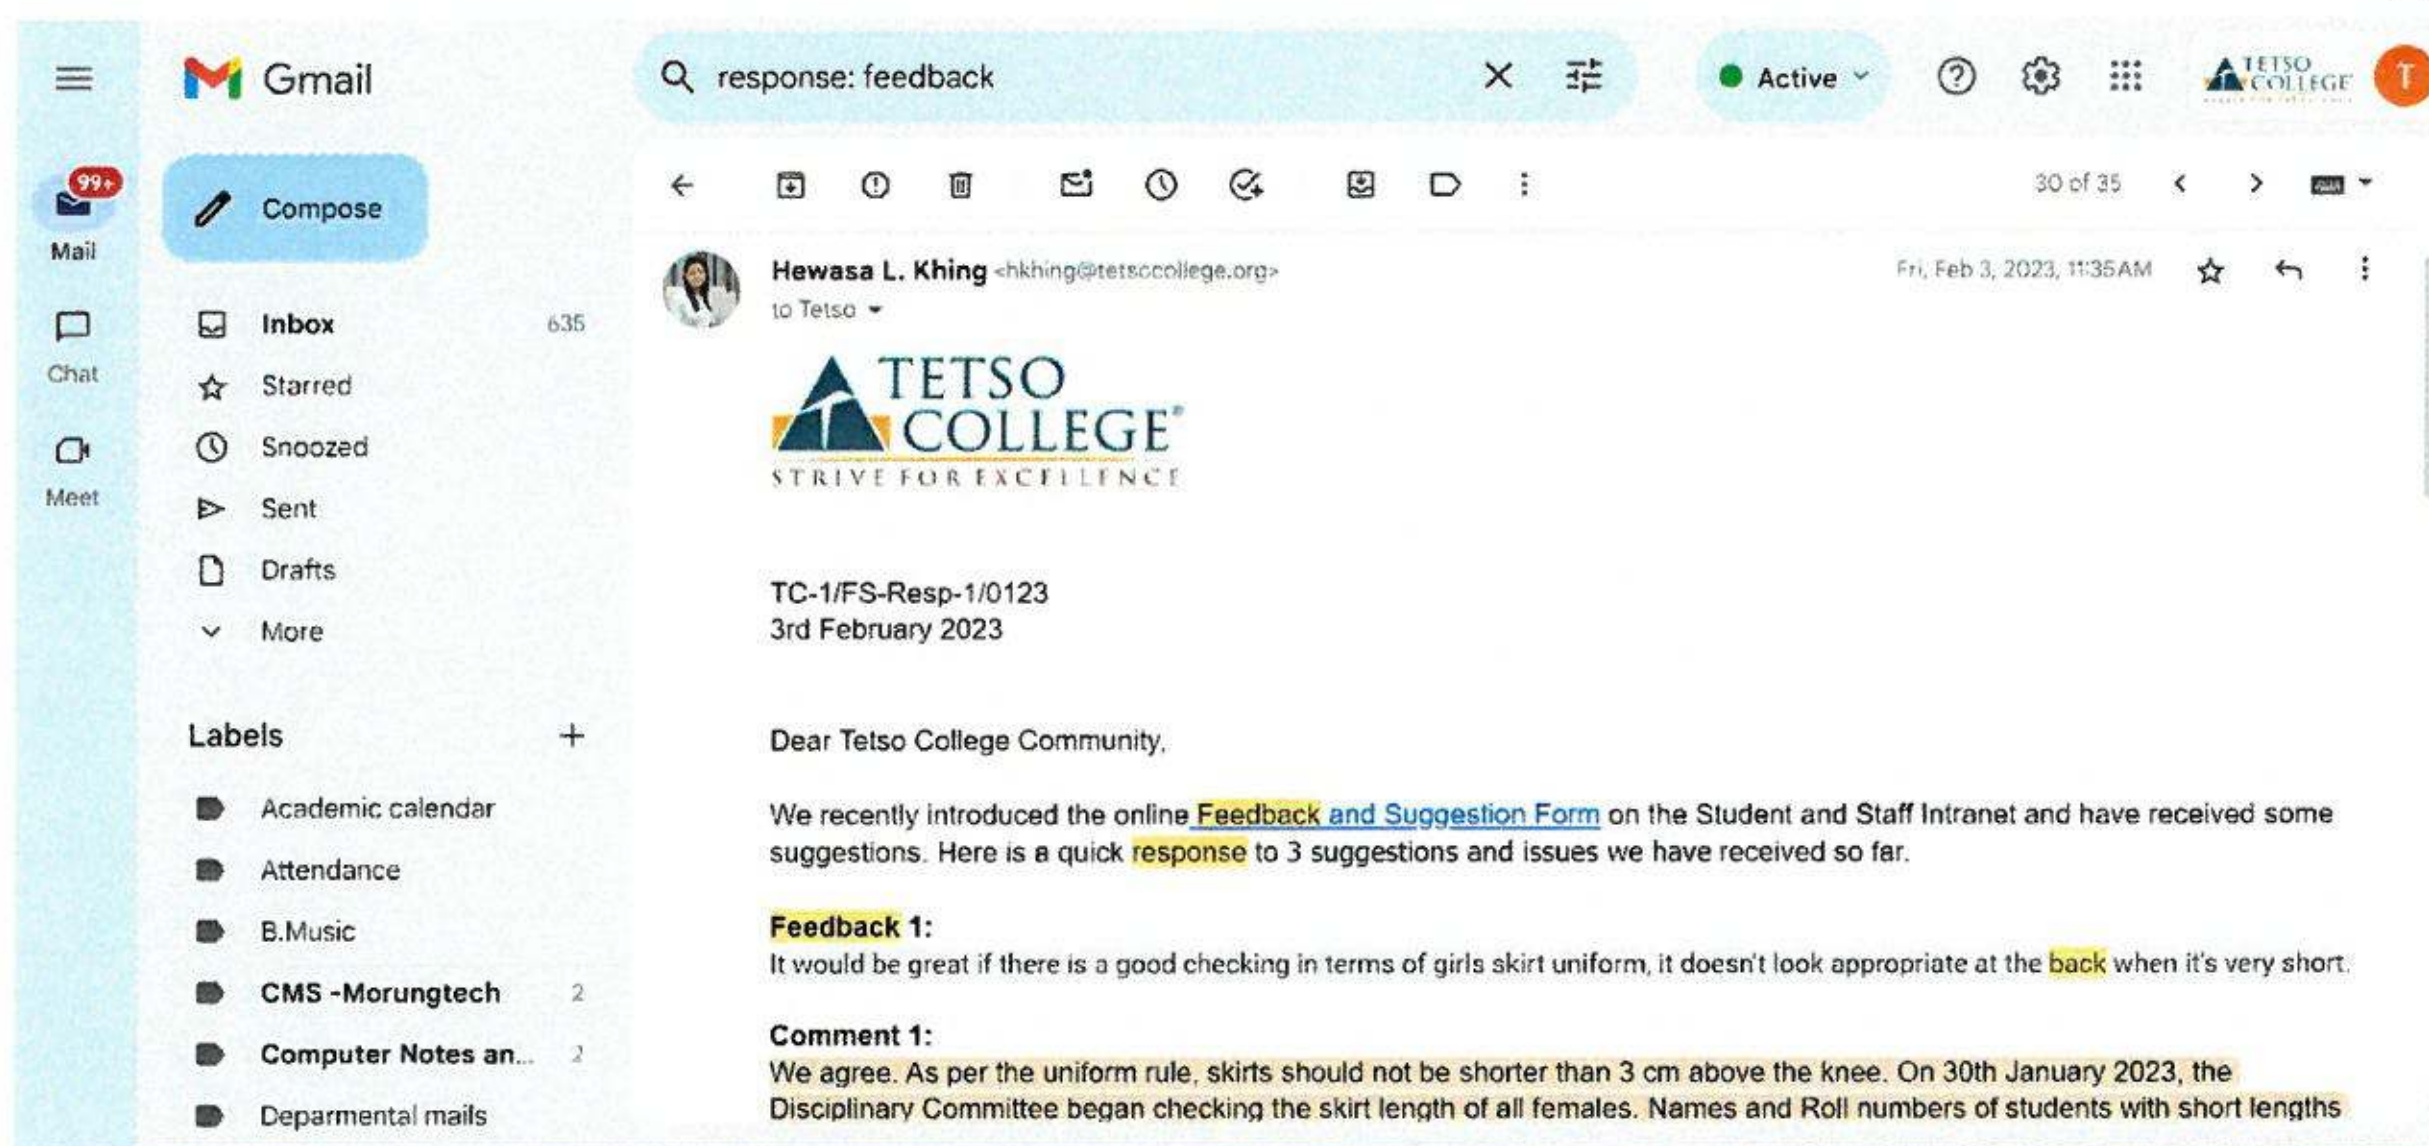 Gmail
response: feedback
Active
TETSO
COLLEGE
T
99+
Mail
Compose
30 of 35
Hewasa L. Khing <hkhing@tetsocollege.org>
Fri, Feb 3, 2023, 11:35 AM
to Tetso
Chat
Meet
Inbox 635
Starred
Snoozed
Sent
Drafts
More
TETSO
COLLEGE®
STRIVE FOR EXCELLENCE
TC-1/FS-Resp-1/0123
3rd February 2023
Labels +
Academic calendar
Attendance
B.Music
CMS -Morungtech 2
Computer Notes an... 2
Deparmental mails
Dear Tetso College Community,
We recently introduced the online Feedback and Suggestion Form on the Student and Staff Intranet and have received some
suggestions. Here is a quick response to 3 suggestions and issues we have received so far.
Feedback 1:
It would be great if there is a good checking in terms of girls skirt uniform, it doesn't look appropriate at the back when it's very short.
Comment 1:
We agree. As per the uniform rule, skirts should not be shorter than 3 cm above the knee. On 30th January 2023, the
Disciplinary Committee began checking the skirt length of all females. Names and Roll numbers of students with short lengths